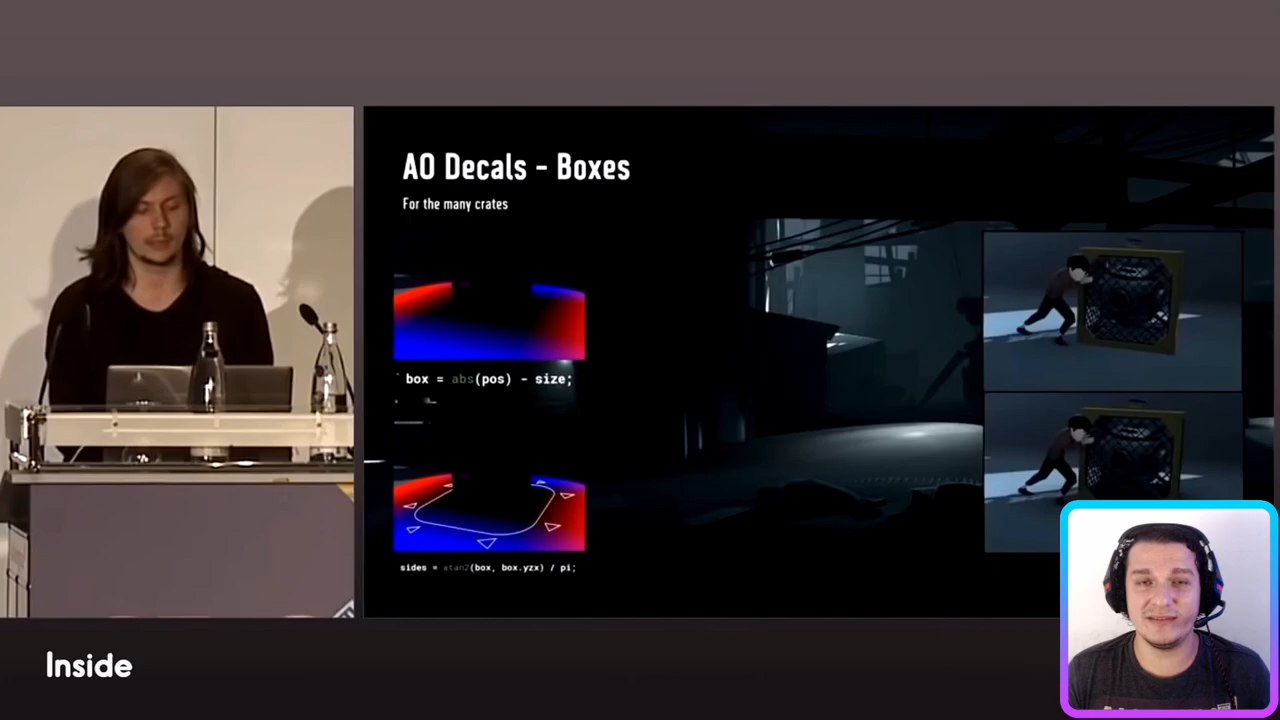 AO Decals - Boxes
For the many crates
box = abs(pos) - size;
sides = atan2(box, box.yzx) / pi;
Inside